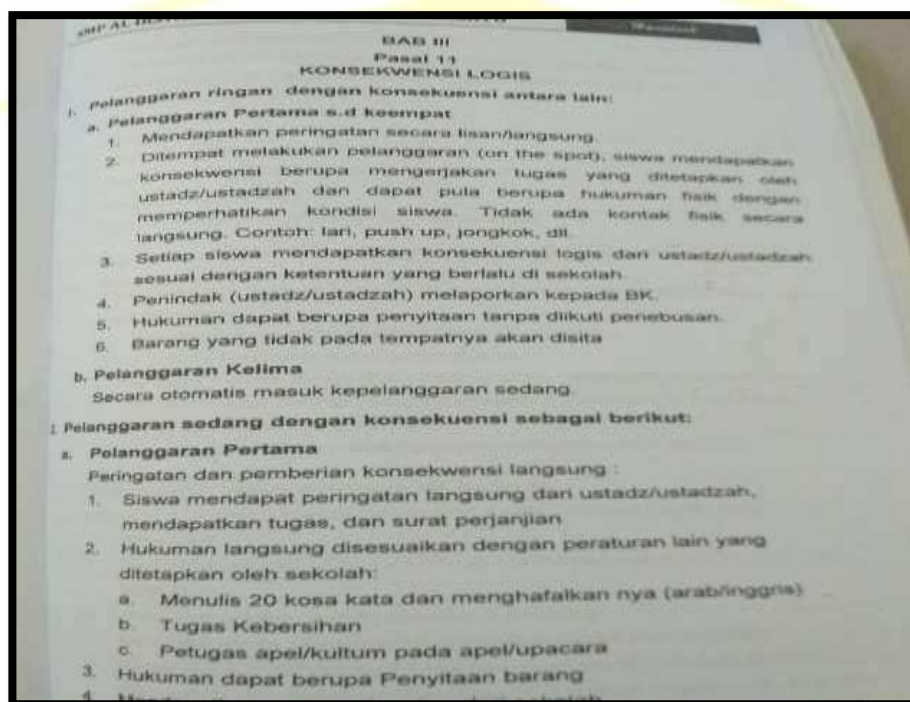 SMP AL
BAB III
Pasal 11
KONSEKWENSI LOGIS
1. Pelanggaran ringan dengan konsekuensi antara lain:
a. Pelanggaran Pertama s.d keempat
1. Mendapatkan peringatan secara lisan/langsung.
2. Ditempat melakukan pelanggaran (on the spot), siswa mendapatkan
konsekwensi berupa mengerjakan tugas yang ditetapkan oleh
ustadz/ustadzah dan dapat pula berupa hukuman fisik dengan
memperhatikan kondisi siswa. Tidak ada kontak fisik secara
langsung. Contoh: lari, push up, jongkok, dll.
3. Setiap siswa mendapatkan konsekuensi logis dari ustadz/ustadzah
sesuai dengan ketentuan yang berlalu di sekolah.
4. Penindak (ustadz/ustadzah) melaporkan kepada BK.
5. Hukuman dapat berupa penyitaan tanpa diikuti penebusan.
6. Barang yang tidak pada tempatnya akan disita
b. Pelanggaran Kelima
Secara otomatis masuk kepelanggaran sedang.
2. Pelanggaran sedang dengan konsekuensi sebagai berikut:
a. Pelanggaran Pertama
Peringatan dan pemberian konsekwensi langsung :
1. Siswa mendapat peringatan langsung dari ustadz/ustadzah,
mendapatkan tugas, dan surat perjanjian
2. Hukuman langsung disesuaikan dengan peraturan lain yang
ditetapkan oleh sekolah:
a. Menulis 20 kosa kata dan menghafalkan nya (arab/inggris)
b. Tugas Kebersihan
c. Petugas apel/kultum pada apel/upacara
3. Hukuman dapat berupa Penyitaan barang
4.